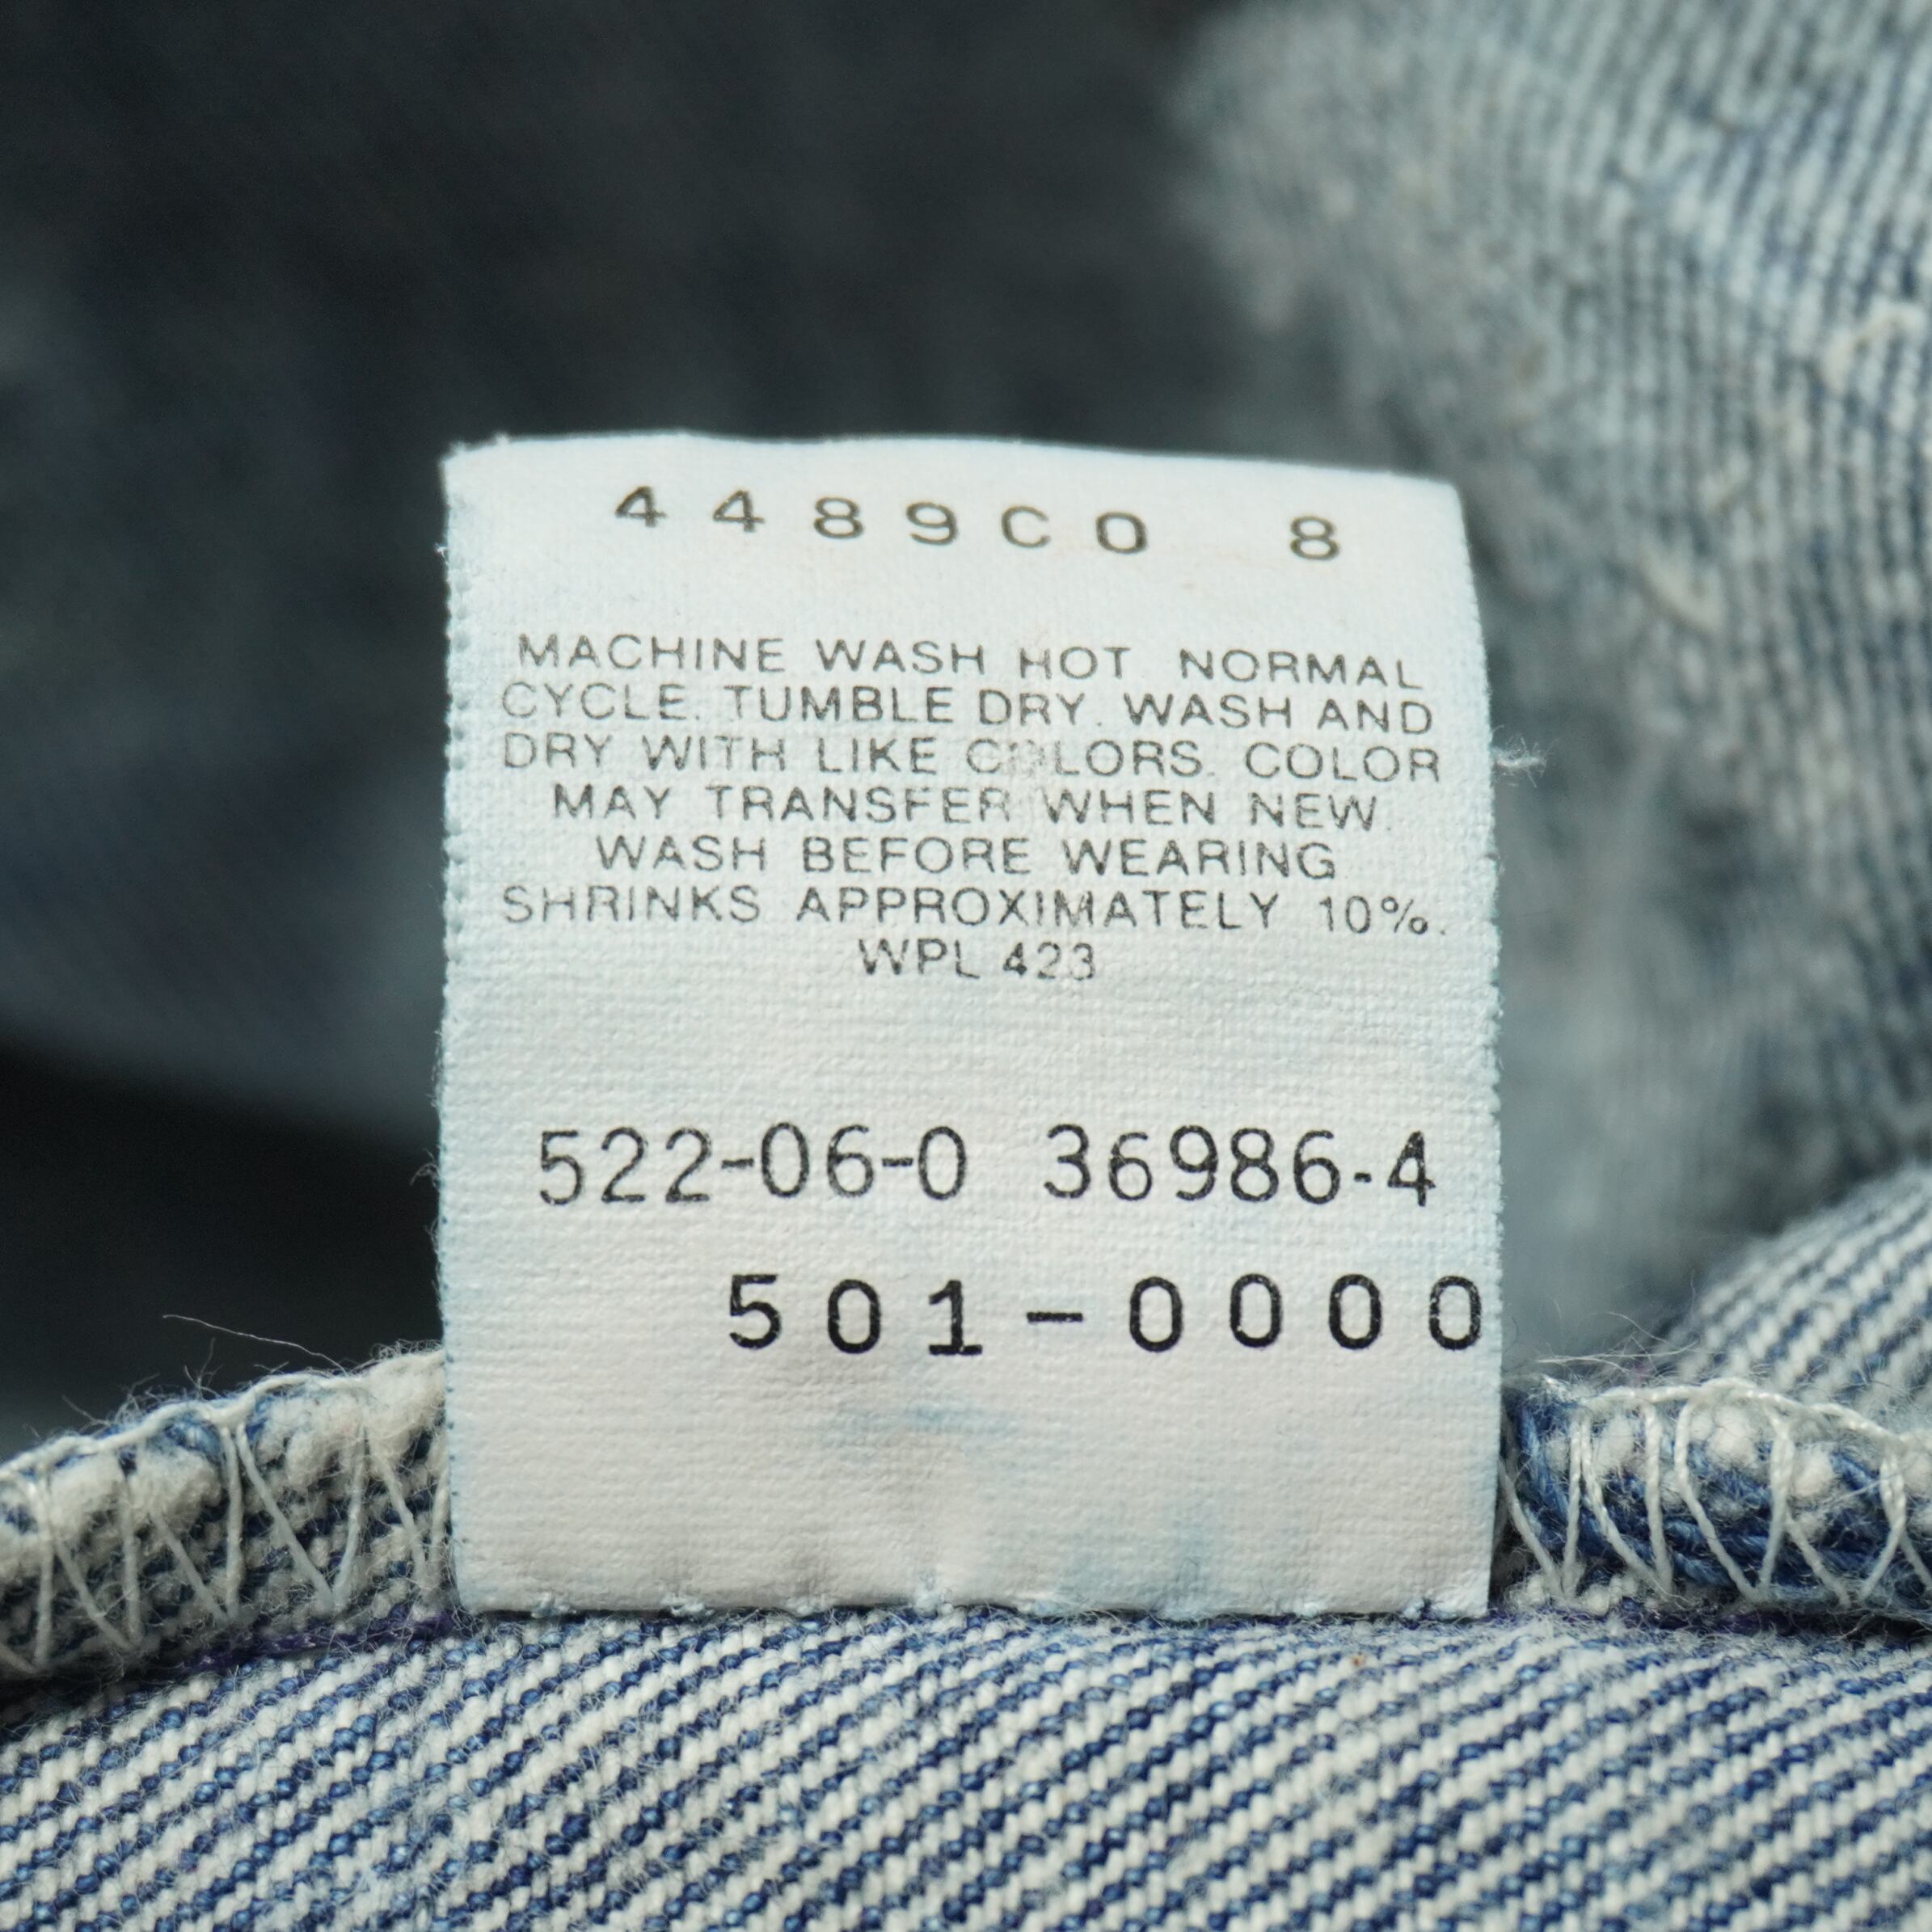 4489C0 8
MACHINE WASH HOT NORMAL
CYCLE. TUMBLE DRY. WASH AND
DRY WITH LIKE COLORS. COLOR
MAY TRANSFER WHEN NEW.
WASH BEFORE WEARING
SHRINKS APPROXIMATELY 10%.
WPL 423
522-06-0 36986-4
501-0000